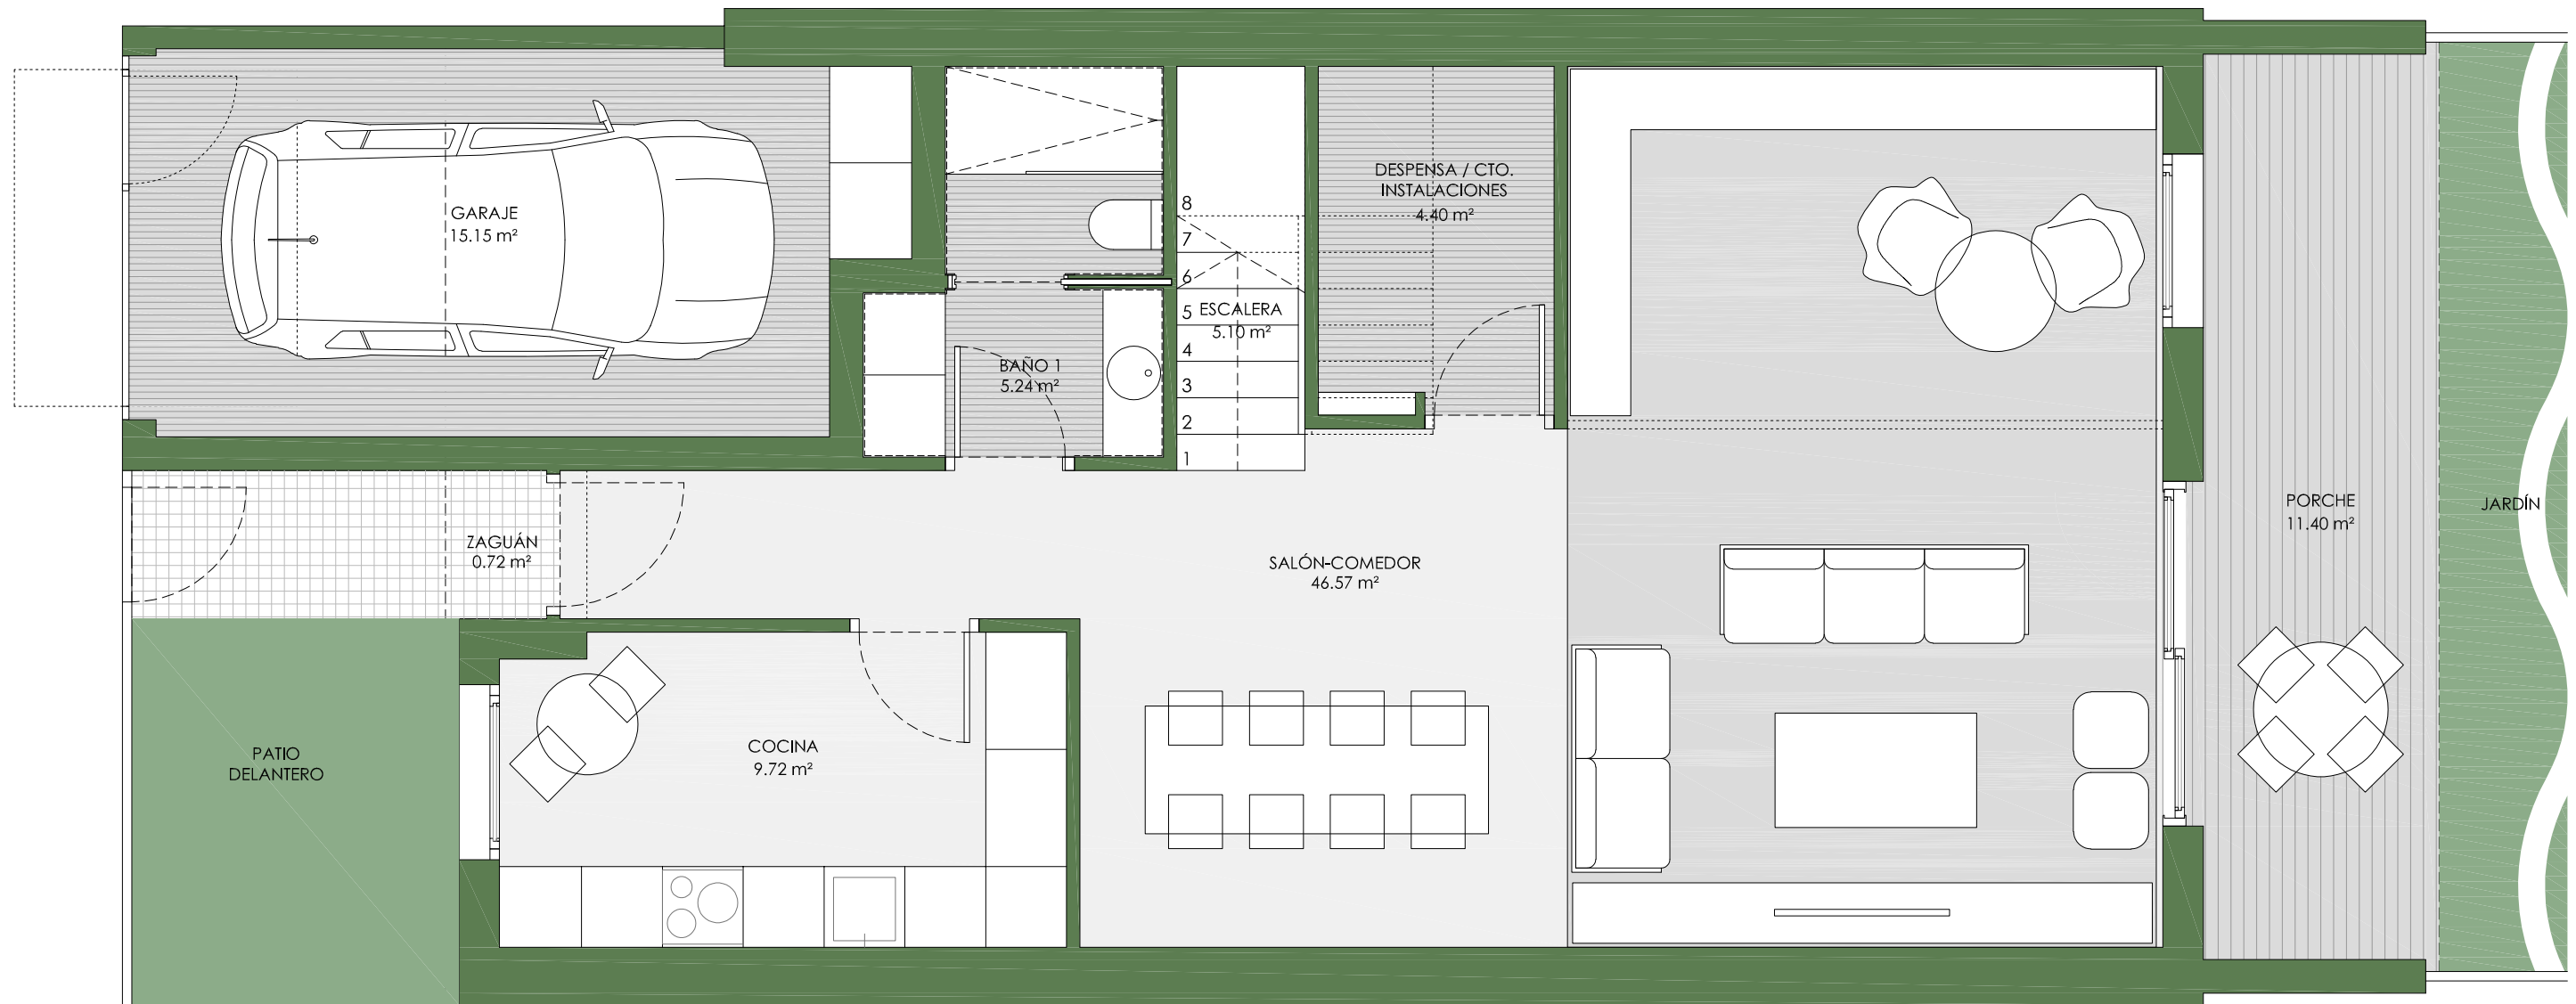 GARAJE
15.15 m²
DESPENSA / CTO.
INSTALACIONES
4.40 m²
8
7
6
5
4
3
2
1
ESCALERA
5.10 m²
BAÑO 1
5.24 m²
ZAGUÁN
0.72 m²
SALÓN-COMEDOR
46.57 m²
PORCHE
11.40 m²
JARDÍN
PATIO
DELANTERO
COCINA
9.72 m²